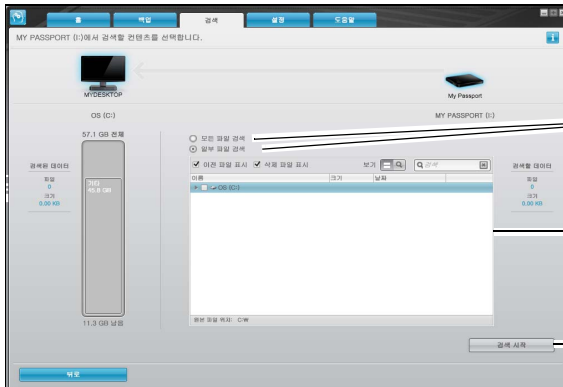 홈 백업 검색 설정 도움말
MY PASSPORT (I:)에서 검색할 컨텐츠를 선택합니다.
MYDESKTOP
My Passport
OS (C:)
MY PASSPORT (I:)
57.1 GB 전체
모든 파일 검색
일부 파일 검색
이전 파일 표시 삭제 파일 표시 보기 검색
이름 크기 날짜
OS (C:)
검색된 데이터
파일
0
크기
0.00 KB
기타
45.8 GB
검색할 데이터
파일
0
크기
0.00 KB
원본 파일 위치: C:₩
11.3 GB 남음
검색 시작
뒤로